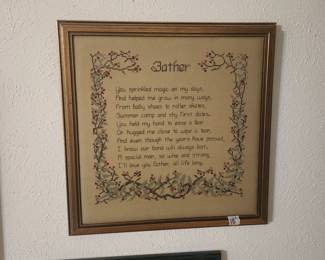 Father
You sprinkled magic on my days,
And helped me grow in many ways,
From baby shoes to roller skates,
Summer camp and my first dates,
You held my hand to ease a fear
Or hugged me close to wipe a tear,
And even though the years have passed,
I know our bond will always last,
A special man, so wise and strong,
I'll love you Father, all life long.